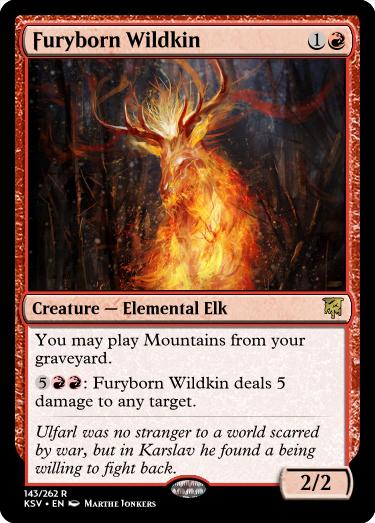 Furyborn Wildkin 1
Creature — Elemental Elk
You may play Mountains from your
graveyard.
5: Furyborn Wildkin deals 5
damage to any target.
Ulfarl was no stranger to a world scarred
by war, but in Karslav he found a being
willing to fight back.
143/262 R
KSV • EN Marthe Jonkers
2/2